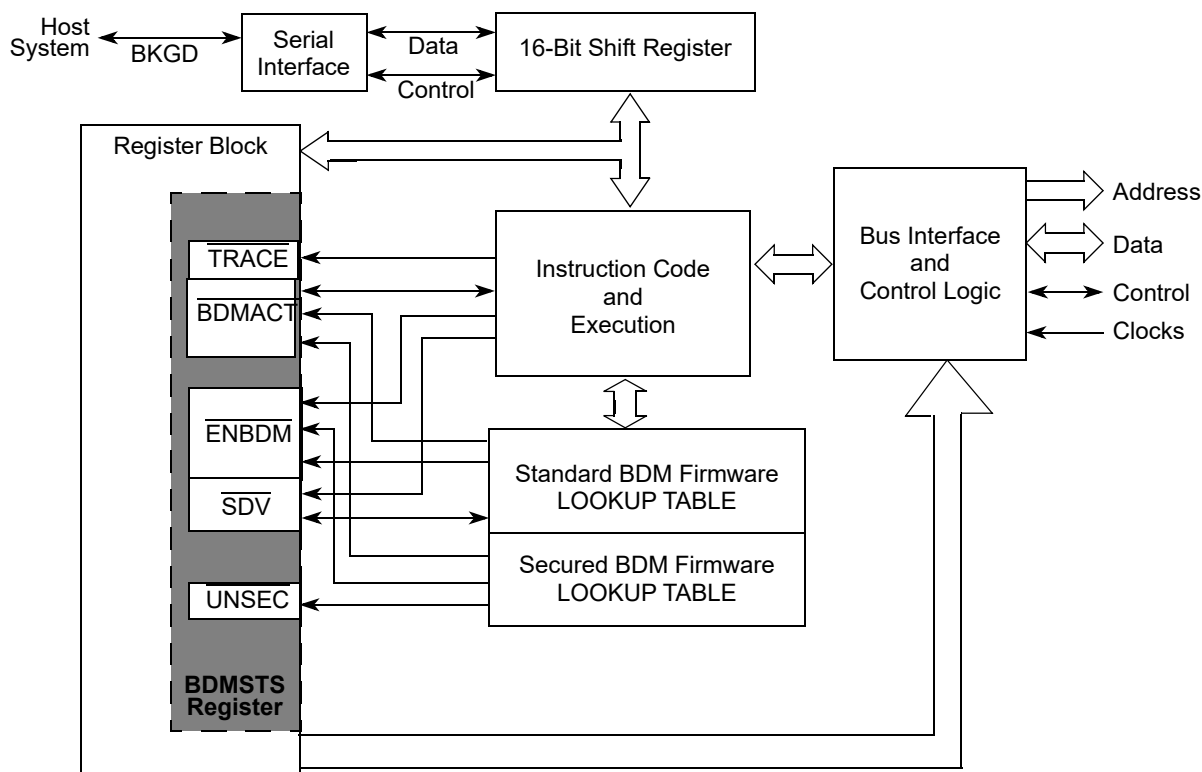 Host
System
BKGD
Serial
Interface
Data
Control
16-Bit Shift Register
Register Block
TRACE
BDMACT
ENBDM
SDV
UNSEC
BDMSTS
Register
Instruction Code
and
Execution
Standard BDM Firmware
LOOKUP TABLE
Secured BDM Firmware
LOOKUP TABLE
Bus Interface
and
Control Logic
Address
Data
Control
Clocks